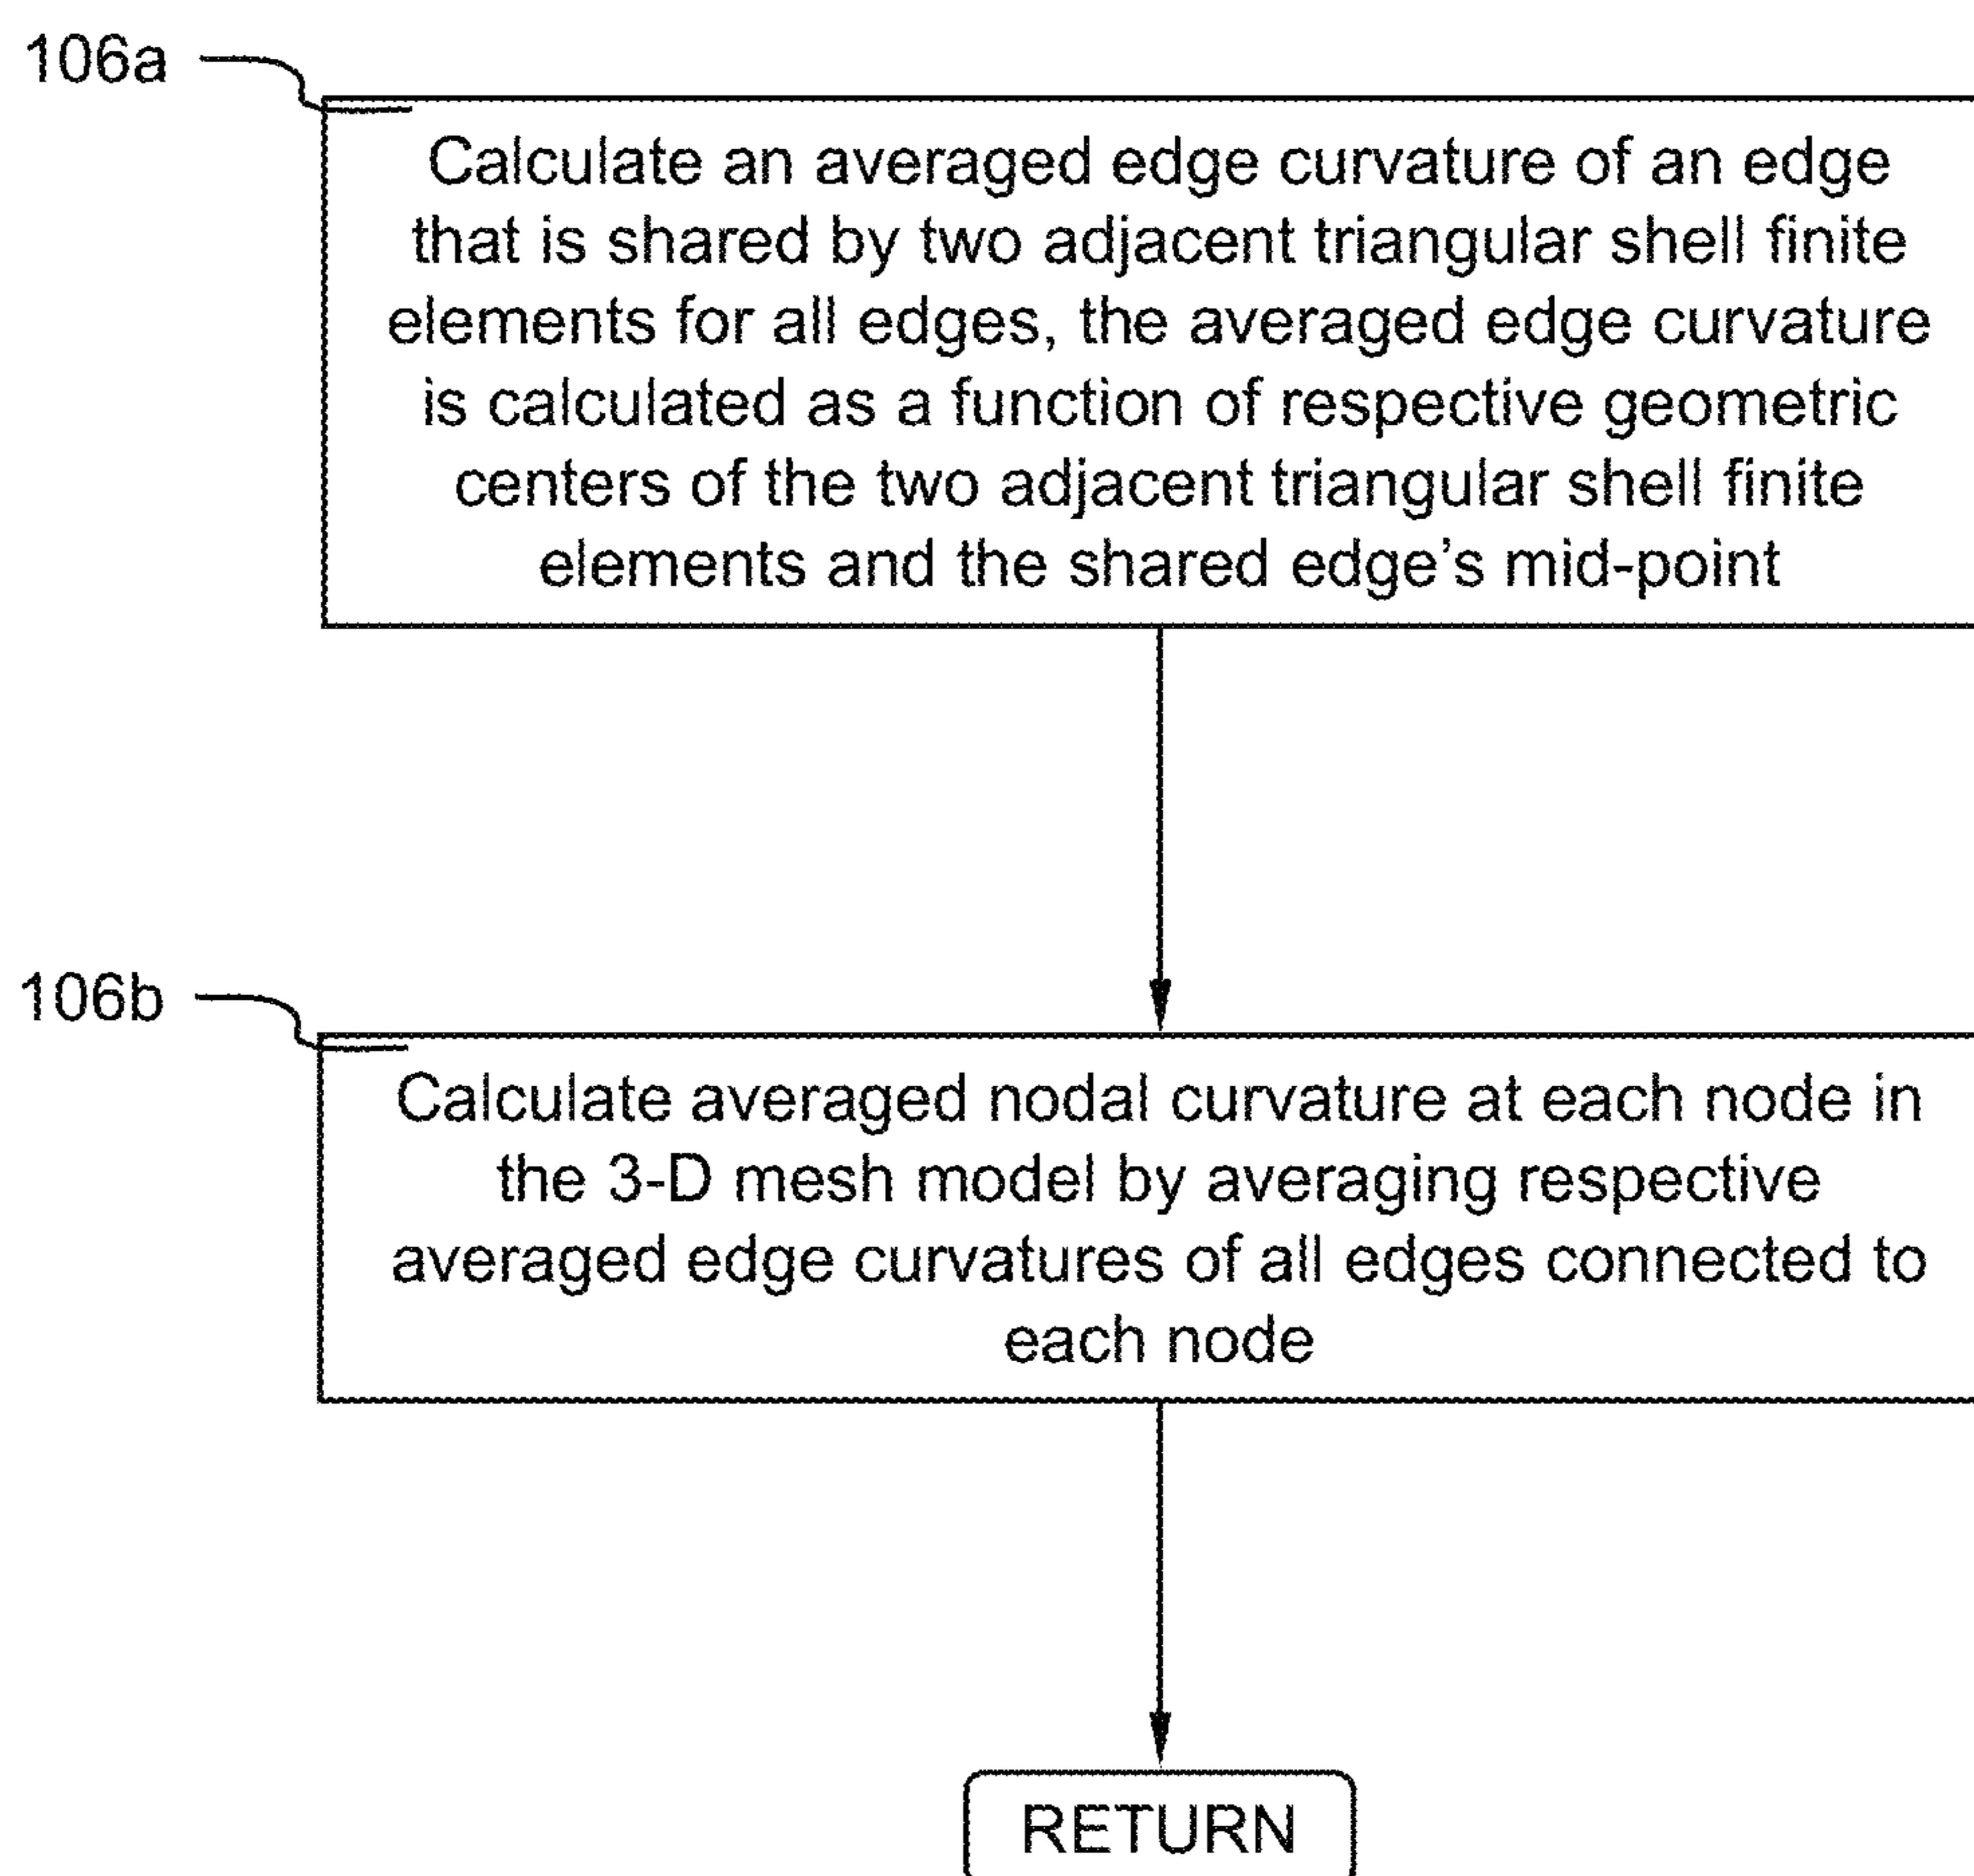 106a
Calculate an averaged edge curvature of an edge
that is shared by two adjacent triangular shell finite
elements for all edges, the averaged edge curvature
is calculated as a function of respective geometric
centers of the two adjacent triangular shell finite
elements and the shared edge's mid-point
106b
Calculate averaged nodal curvature at each node in
the 3-D mesh model by averaging respective
averaged edge curvatures of all edges connected to
each node
RETURN